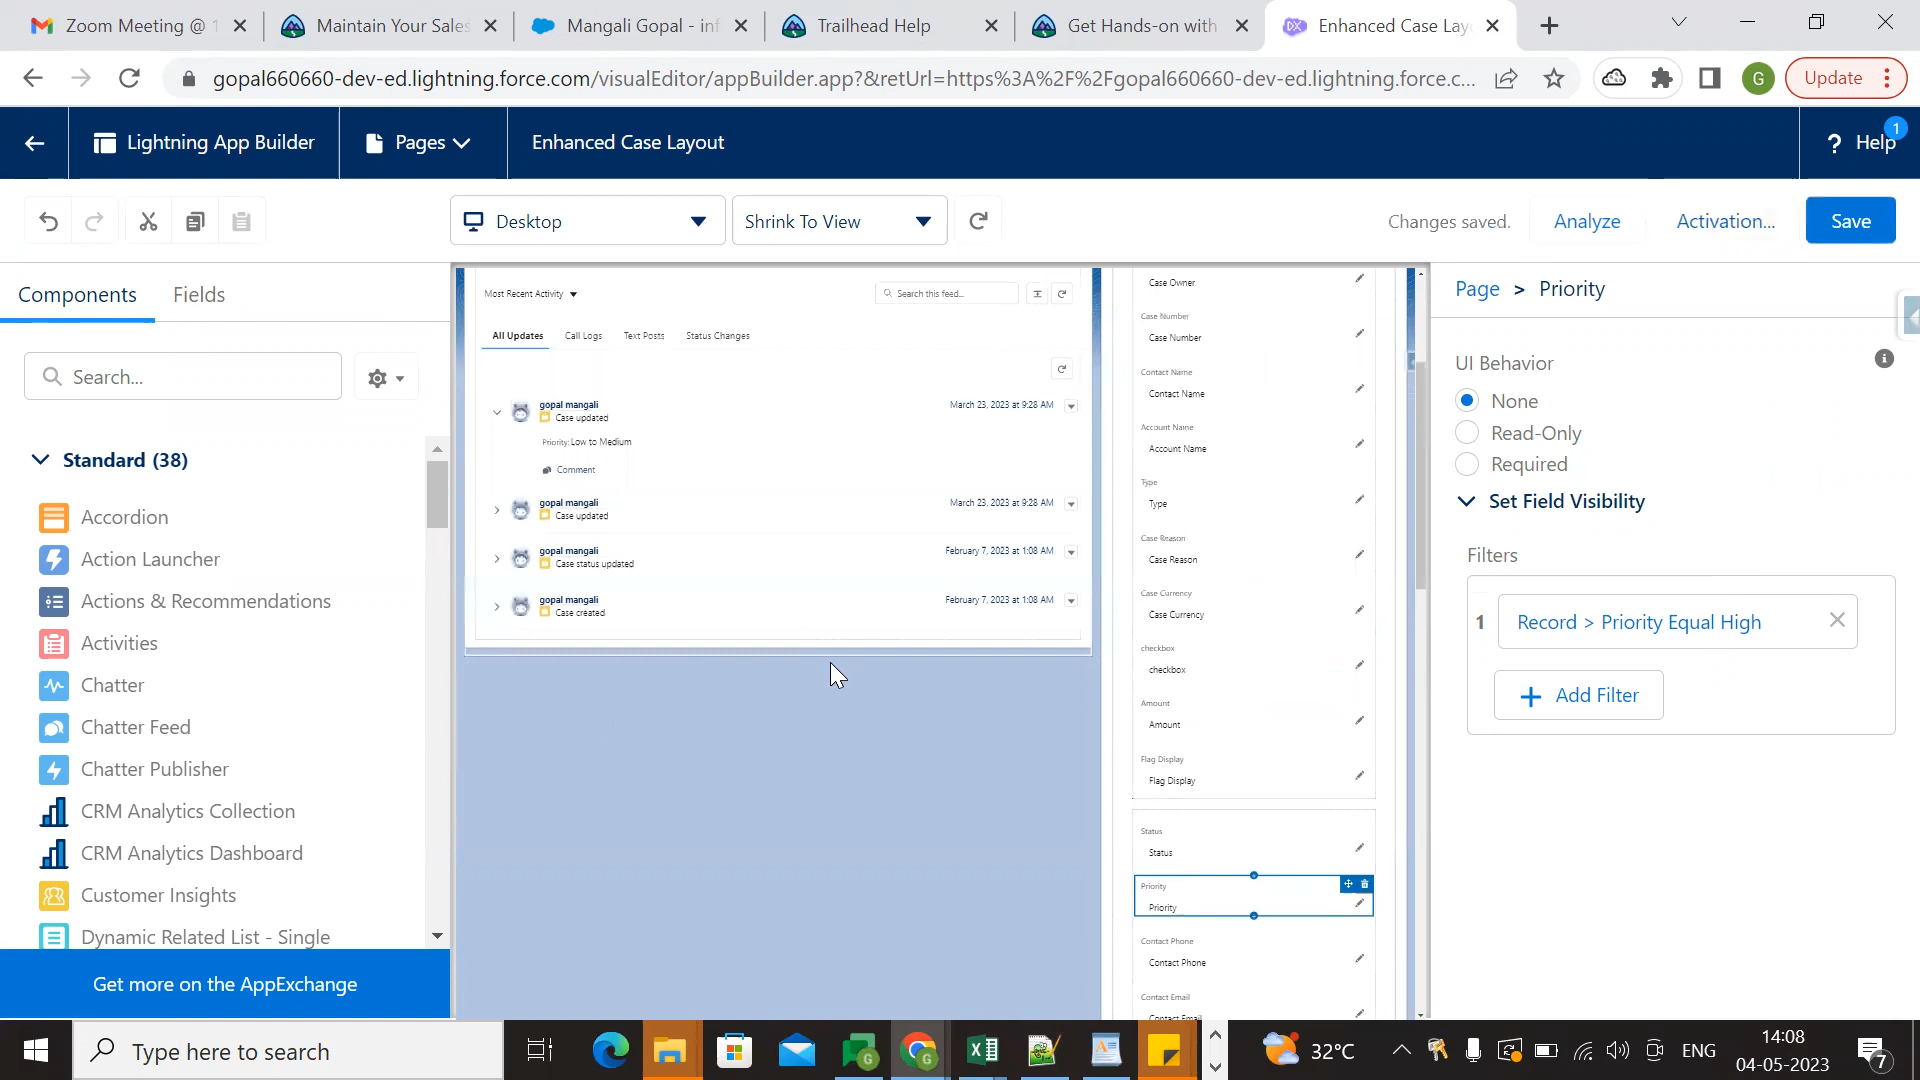 Zoom Meeting @ 1
Maintain Your Sales
Mangali Gopal - inf
Trailhead Help
Get Hands-on with
Enhanced Case Lay
gopal660660-dev-ed.lightning.force.com/visualEditor/appBuilder.app?&retUrl=https%3A%2F%2Fgopal660660-dev-ed.lightning.force.c...
G
Update
Lightning App Builder
Pages
Enhanced Case Layout
? Help
1
Desktop
Shrink To View
Changes saved.
Analyze
Activation...
Save
Components
Fields
Search...
Standard (38)
Accordion
Action Launcher
Actions & Recommendations
Activities
Chatter
Chatter Feed
Chatter Publisher
CRM Analytics Collection
CRM Analytics Dashboard
Customer Insights
Dynamic Related List - Single
Get more on the AppExchange
Most Recent Activity
Search this feed...
All Updates
Call Logs
Text Posts
Status Changes
gopal mangali
March 23, 2023 at 9:28 AM
Case updated
Priority: Low to Medium
Comment
gopal mangali
March 23, 2023 at 9:28 AM
Case updated
gopal mangali
February 7, 2023 at 1:08 AM
Case status updated
gopal mangali
February 7, 2023 at 1:08 AM
Case created
Case Owner
Case Number
Case Number
Contact Name
Contact Name
Account Name
Account Name
Type
Type
Case Reason
Case Reason
Case Currency
Case Currency
checkbox
checkbox
Amount
Amount
Flag Display
Flag Display
Status
Status
Priority
Priority
Contact Phone
Contact Phone
Contact Email
Contact Email
Page > Priority
UI Behavior
None
Read-Only
Required
Set Field Visibility
Filters
1
Record > Priority Equal High
Add Filter
Type here to search
32°C
ENG
14:08
04-05-2023
7